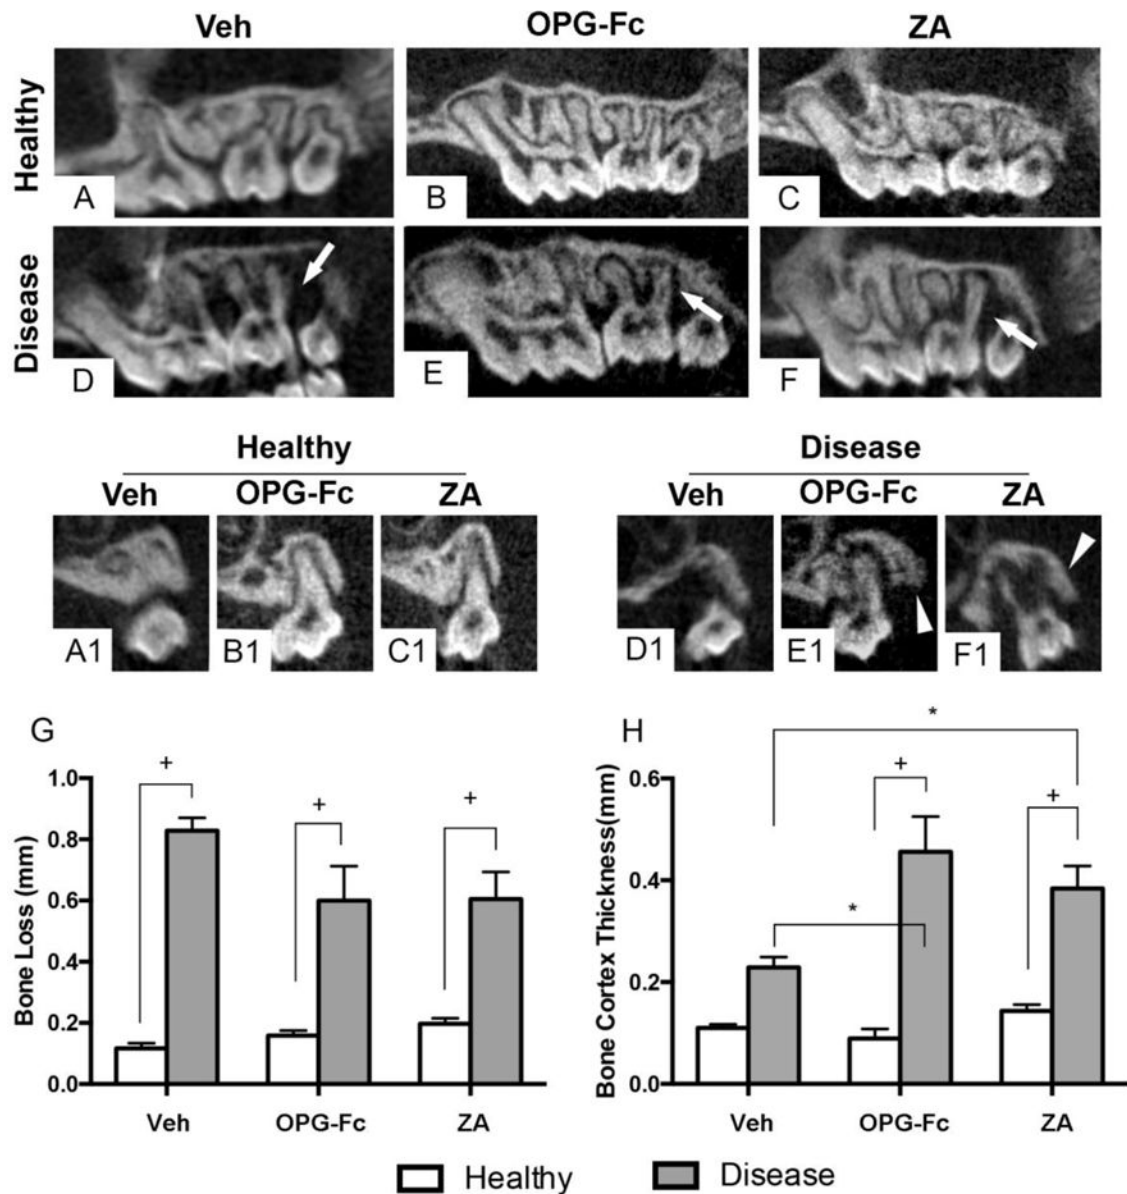 Veh OPG-Fc ZA
Healthy
A B C
Disease
D E F
Healthy Disease
Veh OPG-Fc ZA Veh OPG-Fc ZA
A1 B1 C1 D1 E1 F1
G
Bone Loss (mm)
1.0
0.8
0.6
0.4
0.2
0.0
+ + +
Veh OPG-Fc ZA
H
Bone Cortex Thickness(mm)
0.6
0.4
0.2
0.0
*
+ +
*
Veh OPG-Fc ZA
Healthy Disease